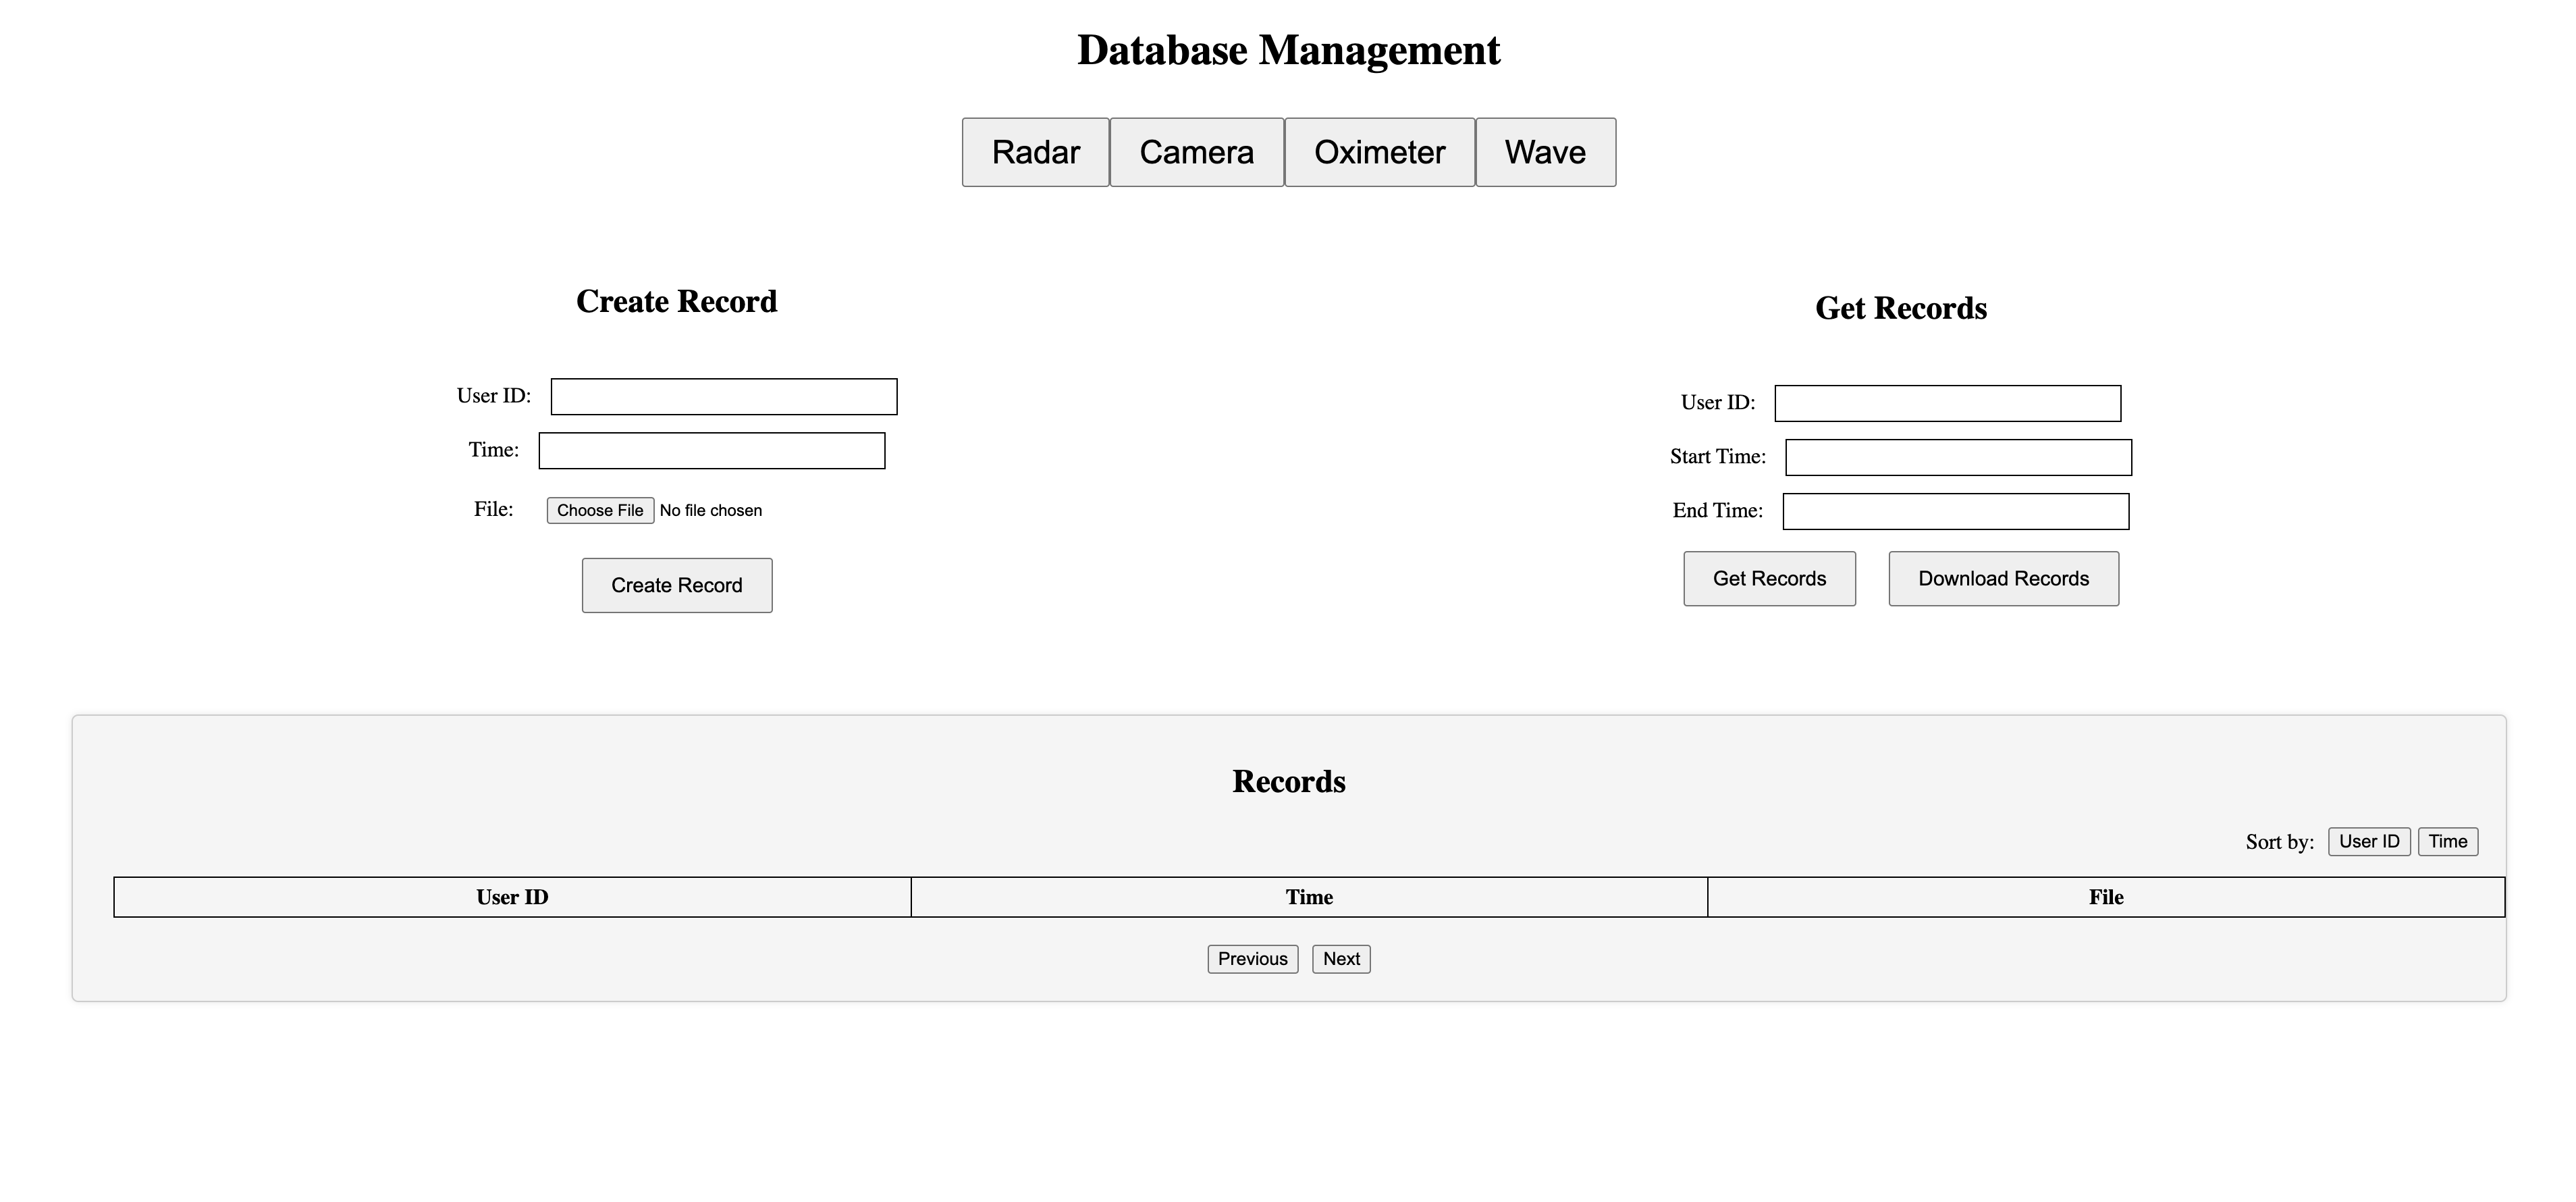 Database Management
Radar Camera Oximeter Wave
Create Record
User ID:
Time:
File: Choose File No file chosen
Create Record
Get Records
User ID:
Start Time:
End Time:
Get Records Download Records
Records
Sort by: User ID Time
User ID Time File
Previous Next